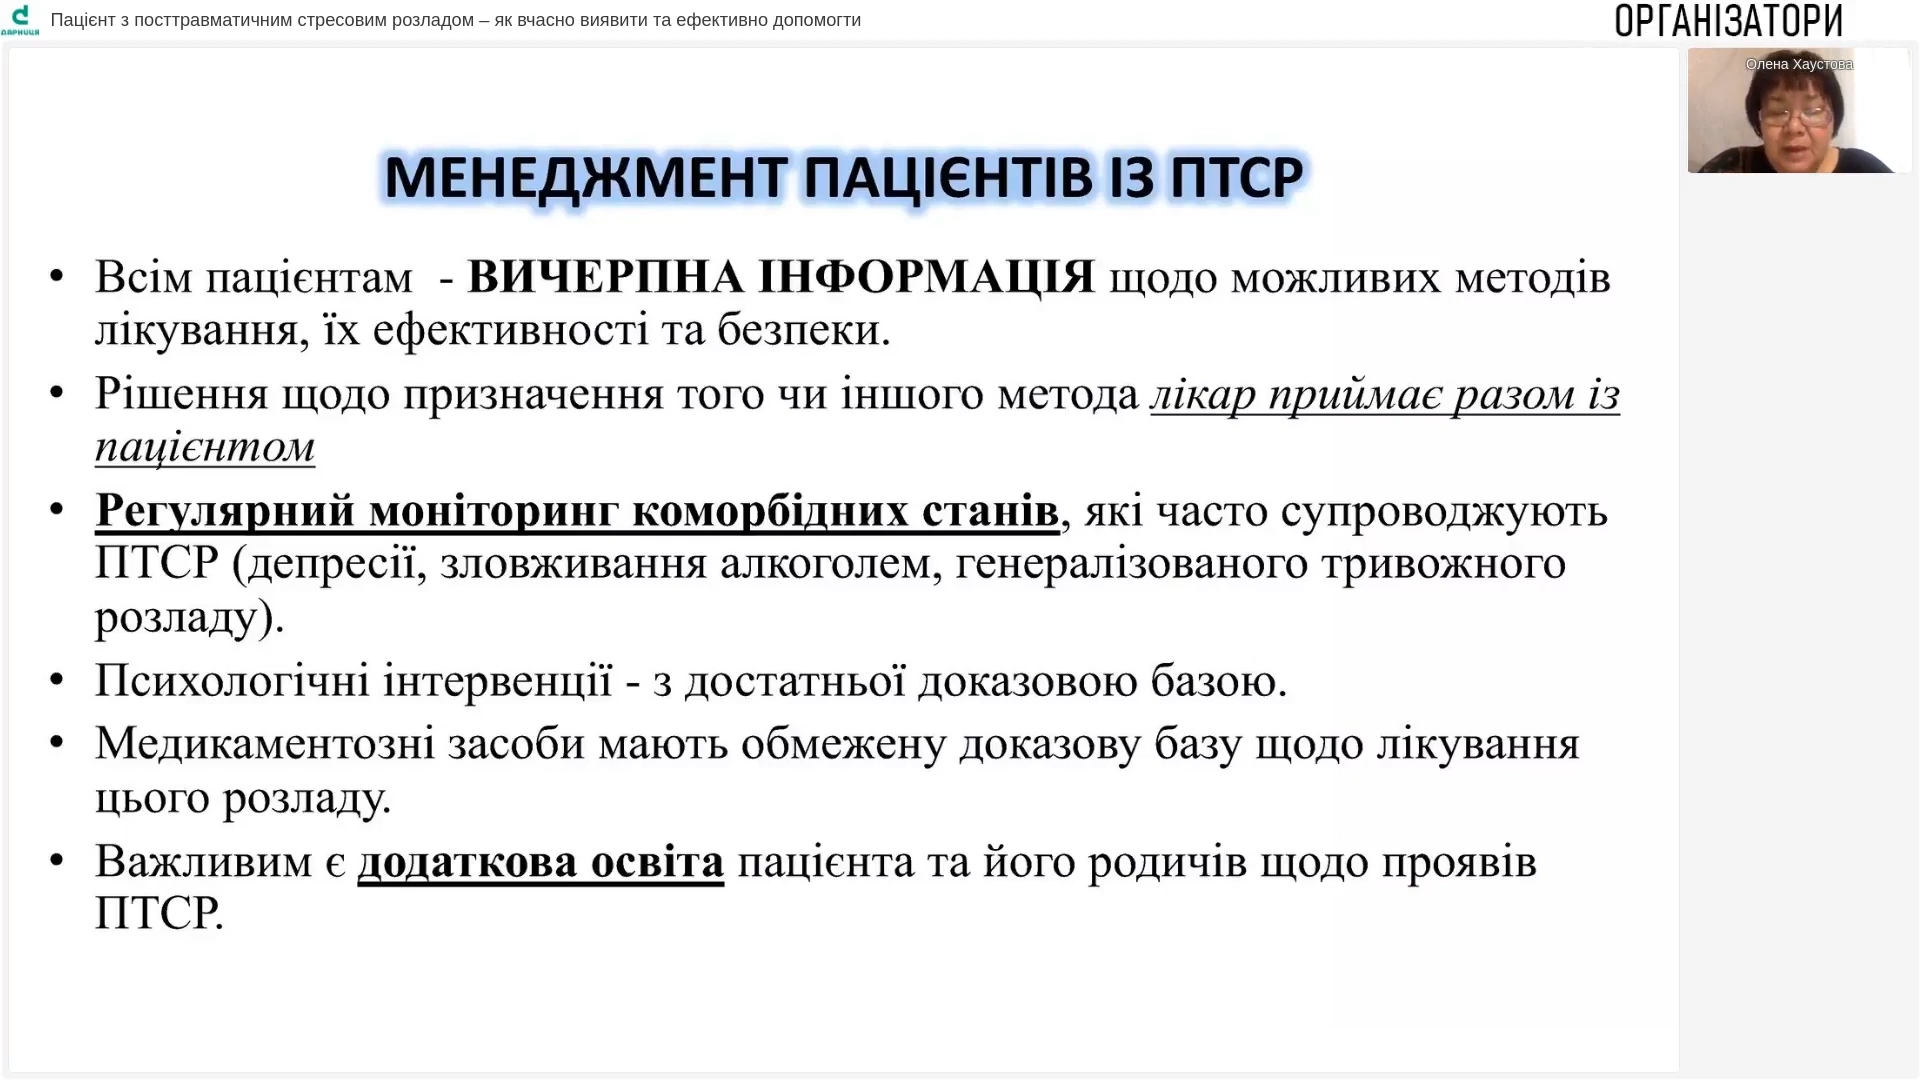 Пацієнт з посттравматичним стресовим розладом – як вчасно виявити та ефективно допомогти
ДАРНИЦЯ
ОРГАНІЗАТОРИ
Олена Хаустова
МЕНЕДЖМЕНТ ПАЦІЄНТІВ ІЗ ПТСР
• Всім пацієнтам - ВИЧЕРПНА ІНФОРМАЦІЯ щодо можливих методів
лікування, їх ефективності та безпеки.
• Рішення щодо призначення того чи іншого метода лікар приймає разом із
пацієнтом
• Регулярний моніторинг коморбідних станів, які часто супроводжують
ПТСР (депресії, зловживання алкоголем, генералізованого тривожного
розладу).
• Психологічні інтервенції - з достатньої доказовою базою.
• Медикаментозні засоби мають обмежену доказову базу щодо лікування
цього розладу.
• Важливим є додаткова освіта пацієнта та його родичів щодо проявів
ПТСР.